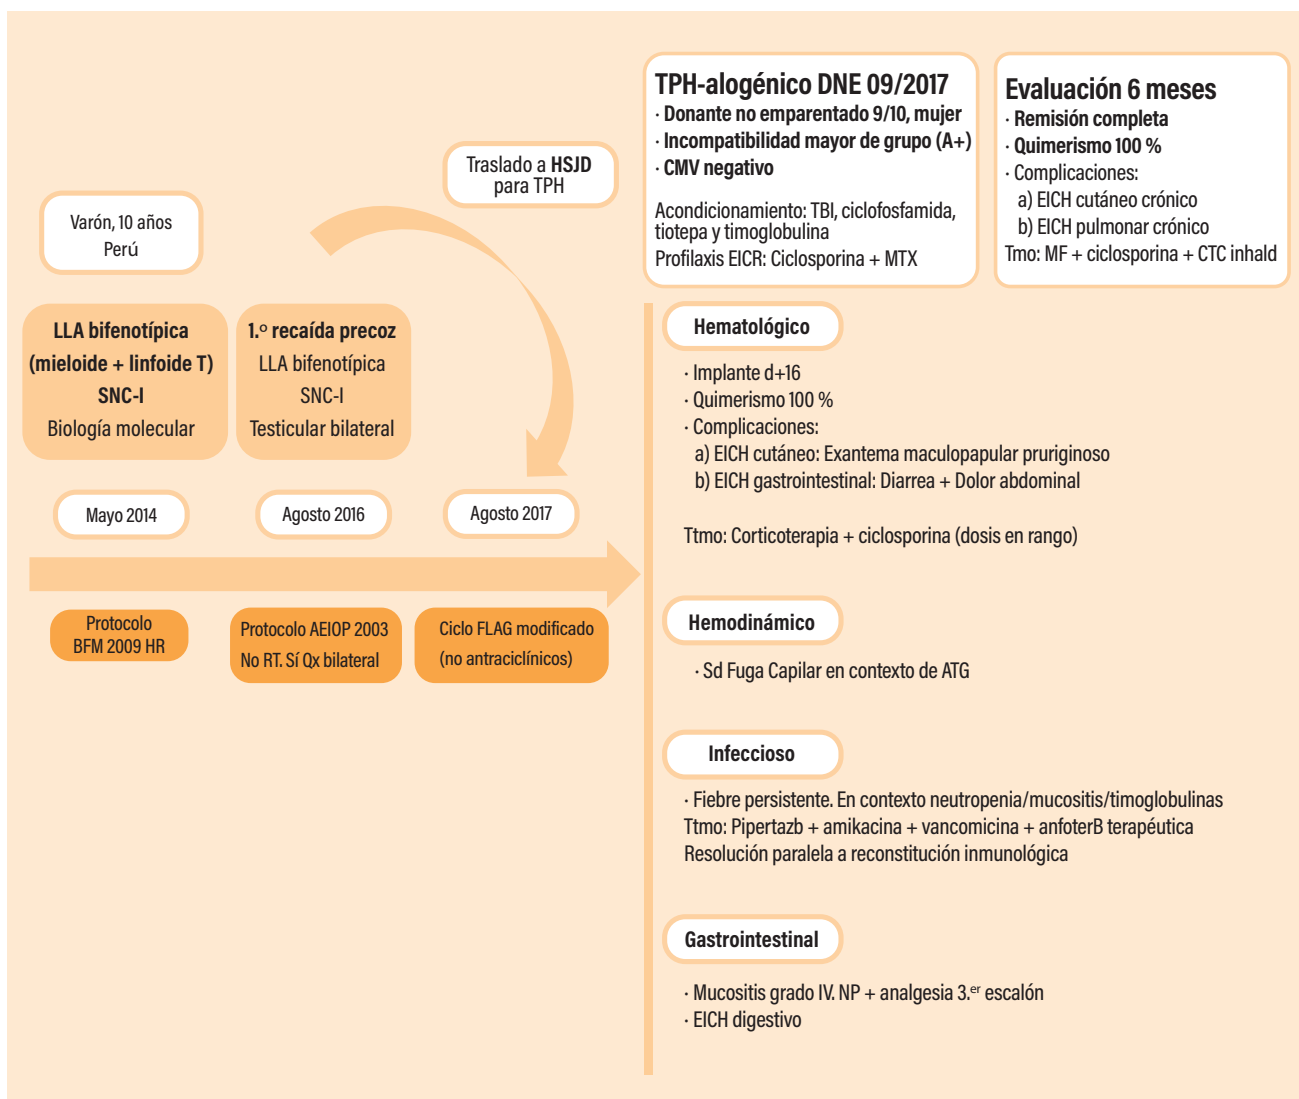 Varón, 10 años
Perú
LLA bifenotípica
(mieloide + linfoide T)
SNC-I
Biología molecular
1.º recaída precoz
LLA bifenotípica
SNC-I
Testicular bilateral
Traslado a HSJD
para TPH
Mayo 2014
Agosto 2016
Agosto 2017
Protocolo
BFM 2009 HR
Protocolo AEIOP 2003
No RT. Sí Qx bilateral
Ciclo FLAG modificado
(no antraciclínicos)
TPH-alogénico DNE 09/2017
· Donante no emparentado 9/10, mujer
· Incompatibilidad mayor de grupo (A+)
· CMV negativo
Acondicionamiento: TBI, ciclofosfamida,
tiotepa y timoglobulina
Profilaxis EICR: Ciclosporina + MTX
Evaluación 6 meses
· Remisión completa
· Quimerismo 100 %
· Complicaciones:
a) EICH cutáneo crónico
b) EICH pulmonar crónico
Tmo: MF + ciclosporina + CTC inhald
Hematológico
· Implante d+16
· Quimerismo 100 %
· Complicaciones:
a) EICH cutáneo: Exantema maculopapular pruriginoso
b) EICH gastrointestinal: Diarrea + Dolor abdominal
Ttmo: Corticoterapia + ciclosporina (dosis en rango)
Hemodinámico
· Sd Fuga Capilar en contexto de ATG
Infeccioso
· Fiebre persistente. En contexto neutropenia/mucositis/timoglobulinas
Ttmo: Pipertazb + amikacina + vancomicina + anfoterB terapéutica
Resolución paralela a reconstitución inmunológica
Gastrointestinal
· Mucositis grado IV. NP + analgesia 3.er escalón
· EICH digestivo